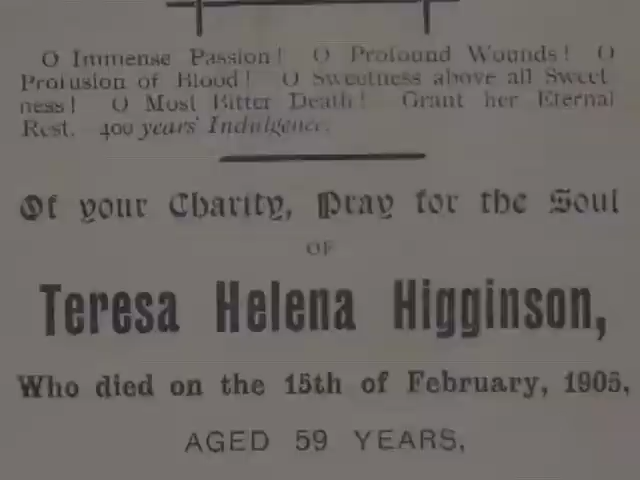 O Immense Passion! O Profound Wounds! O
Profusion of Blood! O Sweetness above all Sweet-
ness! O Most Bitter Death! Grant her Eternal
Rest. 400 years' Indulgence.
Of your Charity, Pray for the Soul
OF
Teresa Helena Higginson,
Who died on the 15th of February, 1905,
AGED 59 YEARS,